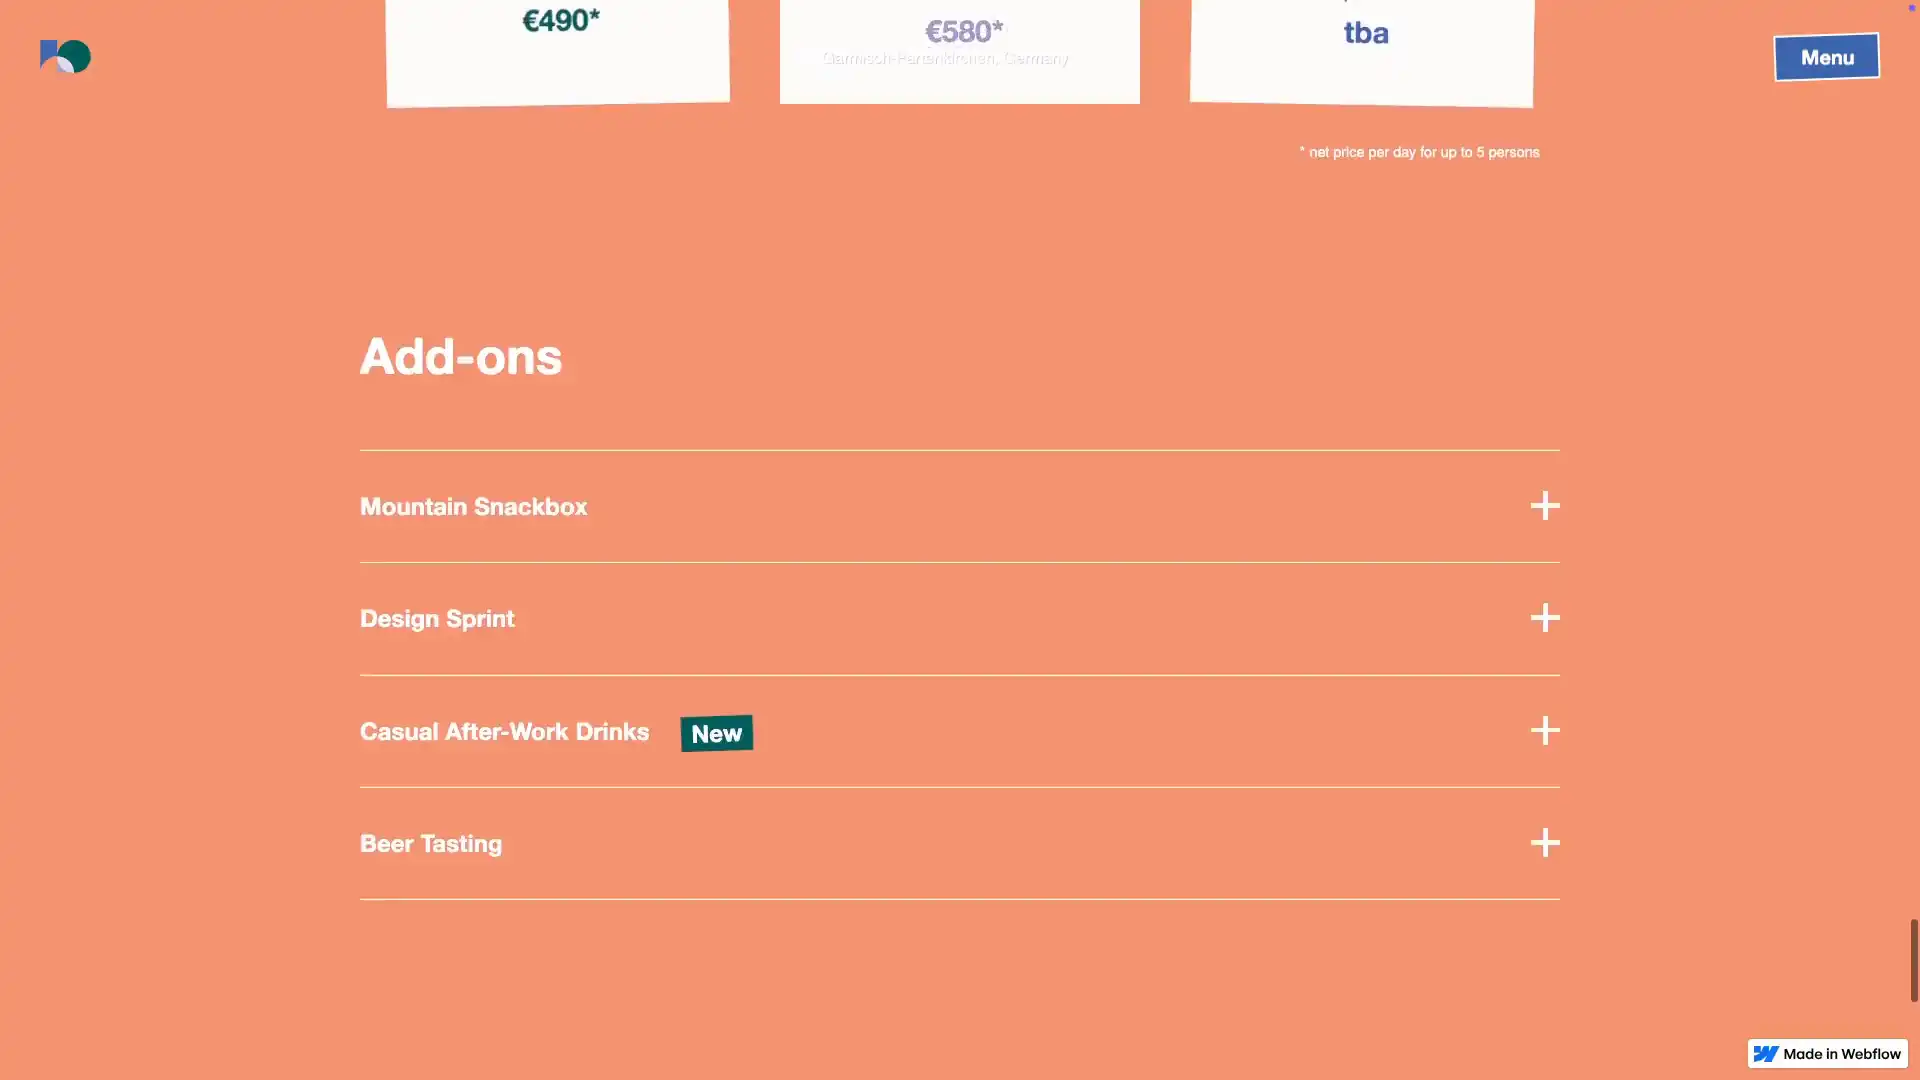 €490*
€580*
tba
Garmisch-Partenkirchen, Germany
Menu
* net price per day for up to 5 persons
Add-ons
Mountain Snackbox
Design Sprint
Casual After-Work Drinks New
Beer Tasting
Made in Webflow